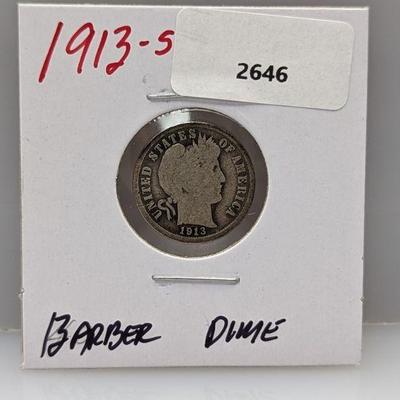 1913-S
2646
UNITED STATES OF AMERICA
1913
BARBER DIME